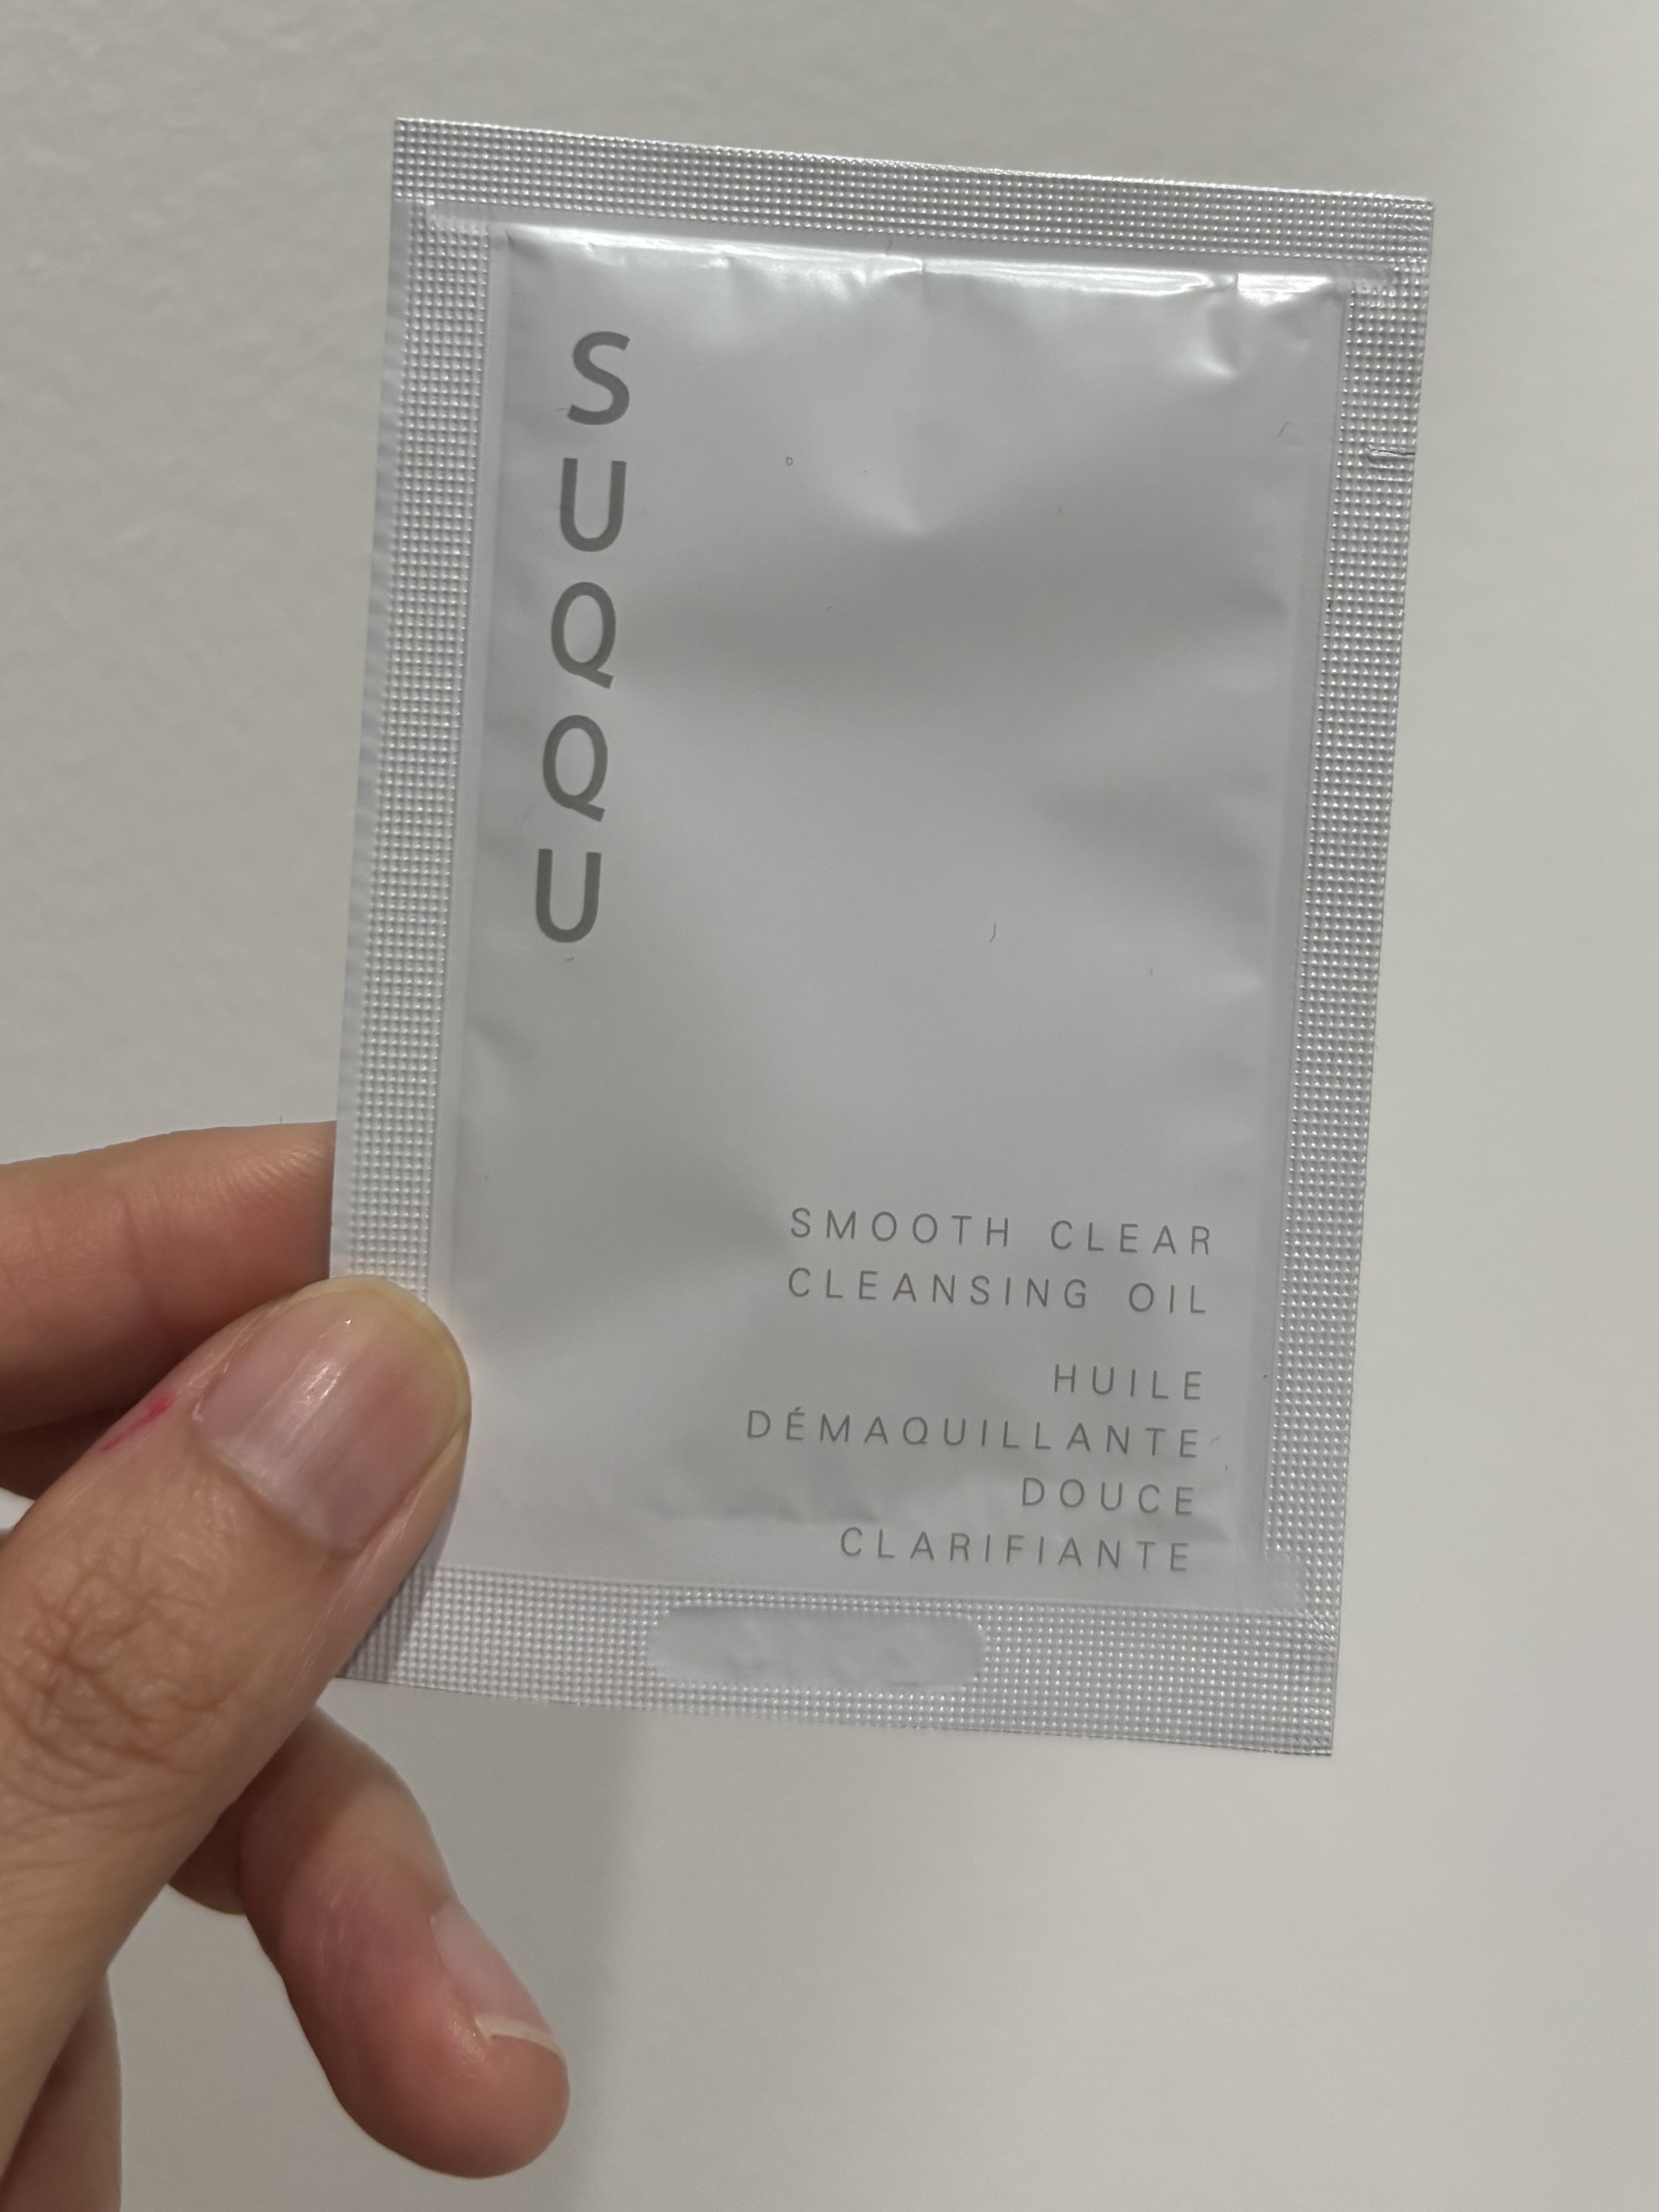 SUQQU
SMOOTH CLEAR
CLEANSING OIL
HUILE
DÉMAQUILLANTE
DOUCE
CLARIFIANTE